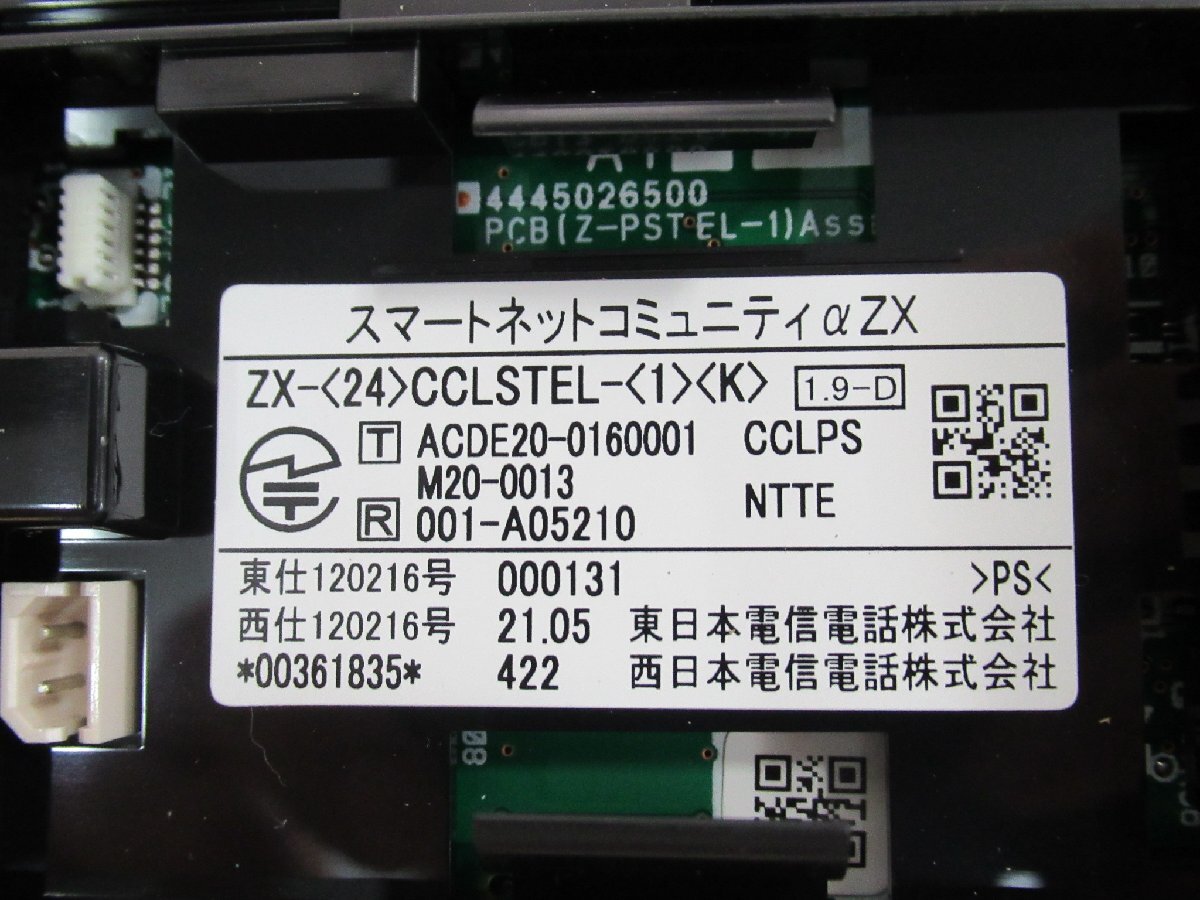 4445026500
PCB(Z-PSTEL-1)Ass
スマートネットコミュニティαZX
ZX-<24>CCLSTEL-<1><K> 1.9-D
T ACDE20-0160001 CCLPS
M20-0013
NTTE
R 001-A05210
東仕120216号 000131 >PS<
西仕120216号 21.05 東日本電信電話株式会社
*00361835* 422 西日本電信電話株式会社
80